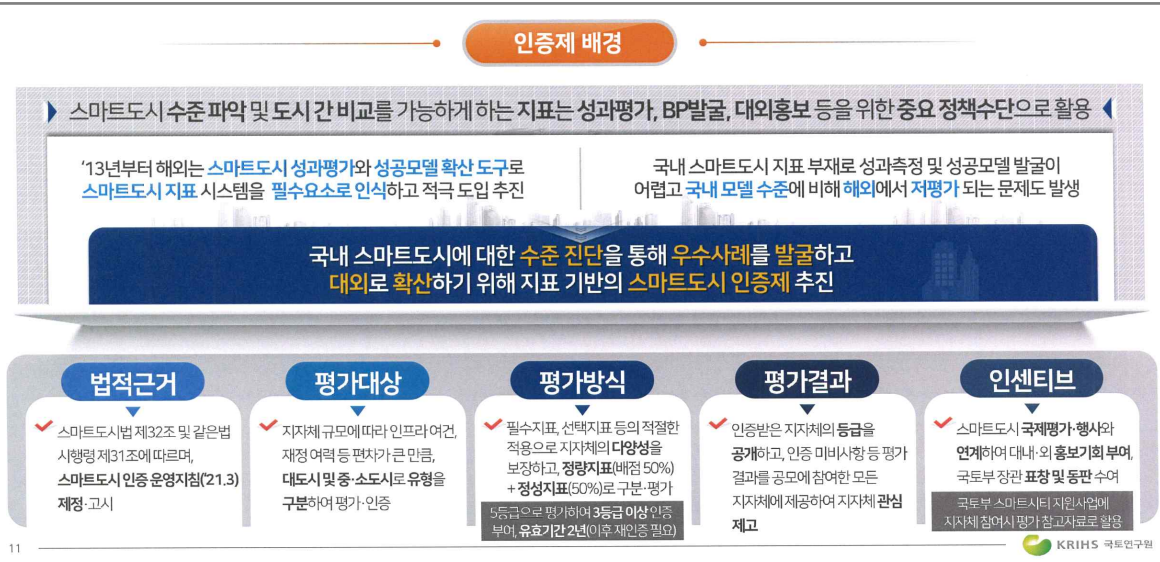 인증제 배경
스마트도시 수준 파악 및 도시 간 비교를 가능하게 하는 지표는 성과평가, BP발굴, 대외홍보 등을 위한 중요 정책수단으로 활용
'13년부터 해외는 스마트도시 성과평가와 성공모델 확산 도구로
스마트도시 지표 시스템을 필수요소로 인식하고 적극 도입 추진
국내 스마트도시 지표 부재로 성과측정 및 성공모델 발굴이
어렵고 국내 모델 수준에 비해 해외에서 저평가 되는 문제도 발생
국내 스마트도시에 대한 수준 진단을 통해 우수사례를 발굴하고
대외로 확산하기 위해 지표 기반의 스마트도시 인증제 추진
법적근거
스마트도시법 제32조 및 같은법
시행령 제31조에 따르며,
스마트도시 인증 운영지침('21.3)
제정·고시
평가대상
지자체 규모에 따라 인프라 여건,
재정 여력 등 편차가 큰 만큼,
대도시 및 중·소도시로 유형을
구분하여 평가·인증
평가방식
필수지표, 선택지표 등의 적절한
적용으로 지자체의 다양성을
보장하고, 정량지표(배점 50%)
+ 정성지표(50%)로 구분·평가
5등급으로 평가하여 3등급 이상 인증
부여, 유효기간 2년(이후 재인증 필요)
평가결과
인증받은 지자체의 등급을
공개하고, 인증 미비사항 등 평가
결과를 공모에 참여한 모든
지자체에 제공하여 지자체 관심
제고
인센티브
스마트도시 국제평가·행사와
연계하여 대내·외 홍보기회 부여,
국토부 장관 표창 및 동판 수여
국토부 스마트시티 지원사업에
지자체 참여시 평가 참고자료로 활용
11
KRIHS 국토연구원